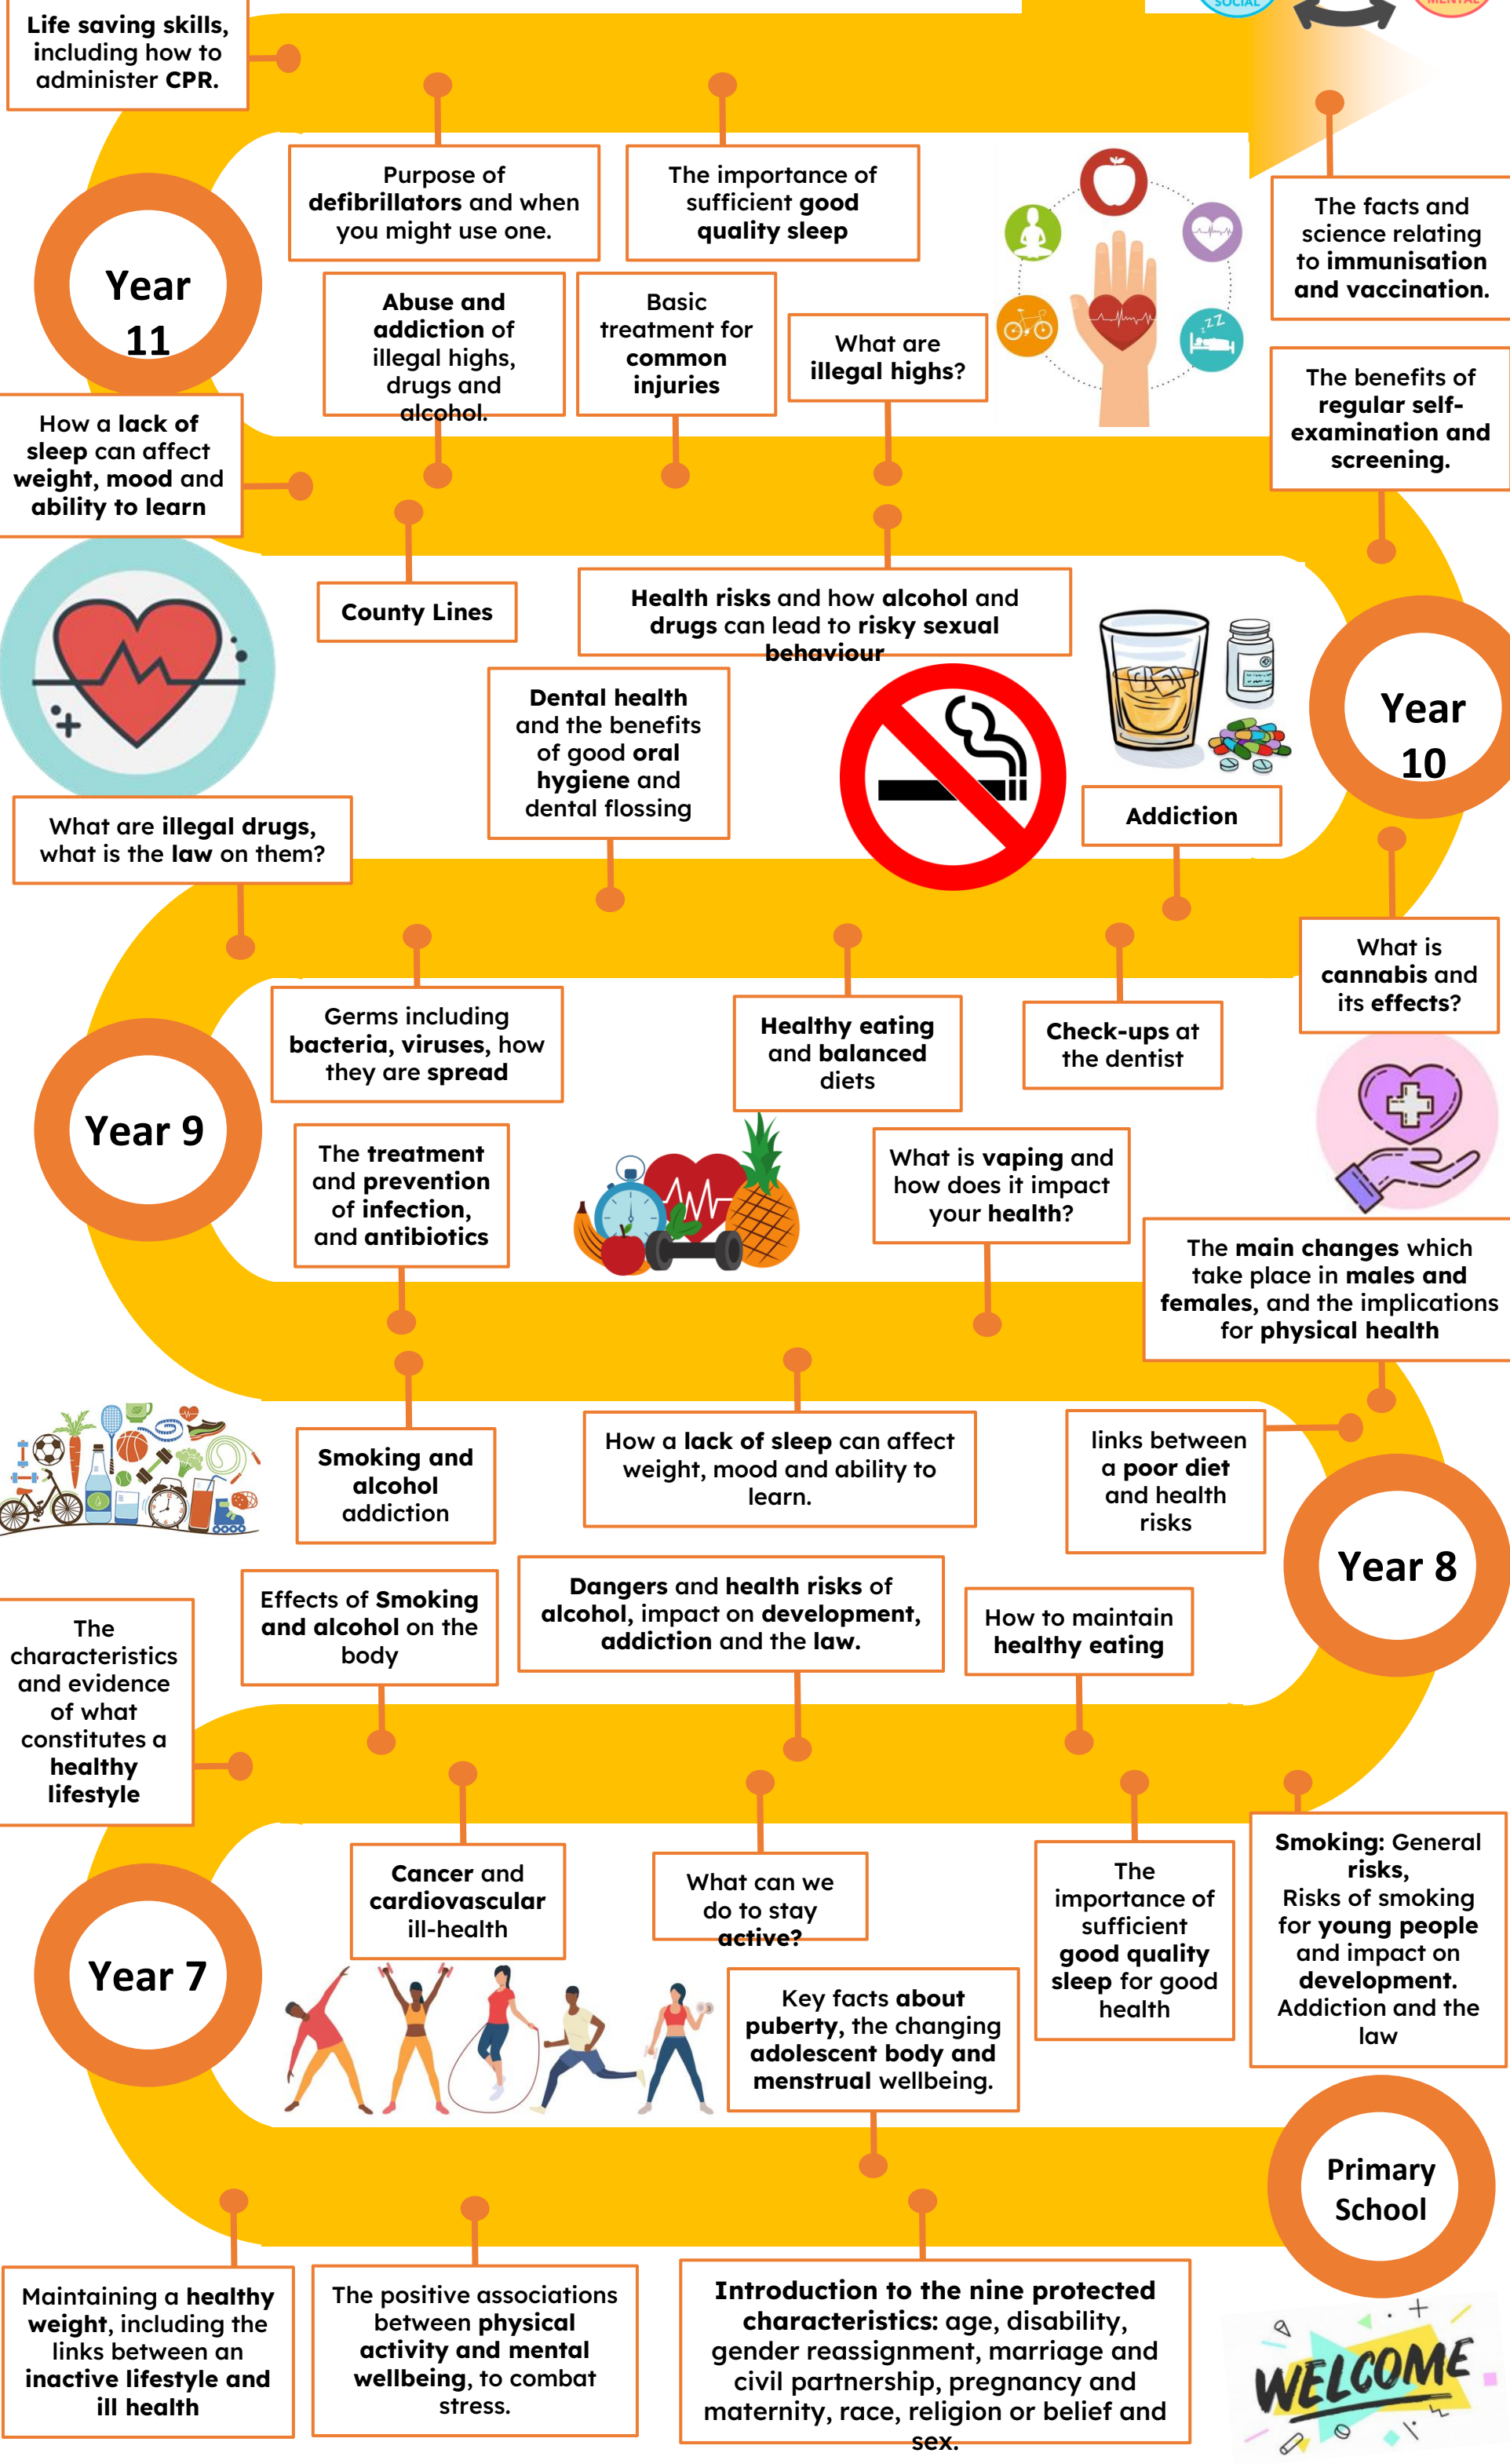 SOCIAL
MENTAL
Life saving skills,
including how to
administer CPR.
Purpose of
defibrillators and when
you might use one.
The importance of
sufficient good
quality sleep
The facts and
science relating
to immunisation
and vaccination.
Year
11
Abuse and
addiction of
illegal highs,
drugs and
alcohol.
Basic
treatment for
common
injuries
What are
illegal highs?
zzZ
The benefits of
regular self-
examination and
screening.
How a lack of
sleep can affect
weight, mood and
ability to learn
County Lines
Health risks and how alcohol and
drugs can lead to risky sexual
behaviour
Year
10
Dental health
and the benefits
of good oral
hygiene and
dental flossing
Addiction
What are illegal drugs,
what is the law on them?
What is
cannabis and
its effects?
Germs including
bacteria, viruses, how
they are spread
Healthy eating
and balanced
diets
Check-ups at
the dentist
Year 9
The treatment
and prevention
of infection,
and antibiotics
What is vaping and
how does it impact
your health?
The main changes which
take place in males and
females, and the implications
for physical health
Smoking and
alcohol
addiction
How a lack of sleep can affect
weight, mood and ability to
learn.
links between
a poor diet
and health
risks
Year 8
The
characteristics
and evidence
of what
constitutes a
healthy
lifestyle
Effects of Smoking
and alcohol on the
body
Dangers and health risks of
alcohol, impact on development,
addiction and the law.
How to maintain
healthy eating
Cancer and
cardiovascular
ill-health
What can we
do to stay
active?
The
importance of
sufficient
good quality
sleep for good
health
Smoking: General
risks,
Risks of smoking
for young people
and impact on
development.
Addiction and the
law
Year 7
Key facts about
puberty, the changing
adolescent body and
menstrual wellbeing.
Primary
School
Maintaining a healthy
weight, including the
links between an
inactive lifestyle and
ill health
The positive associations
between physical
activity and mental
wellbeing, to combat
stress.
Introduction to the nine protected
characteristics: age, disability,
gender reassignment, marriage and
civil partnership, pregnancy and
maternity, race, religion or belief and
sex.
WELCOME